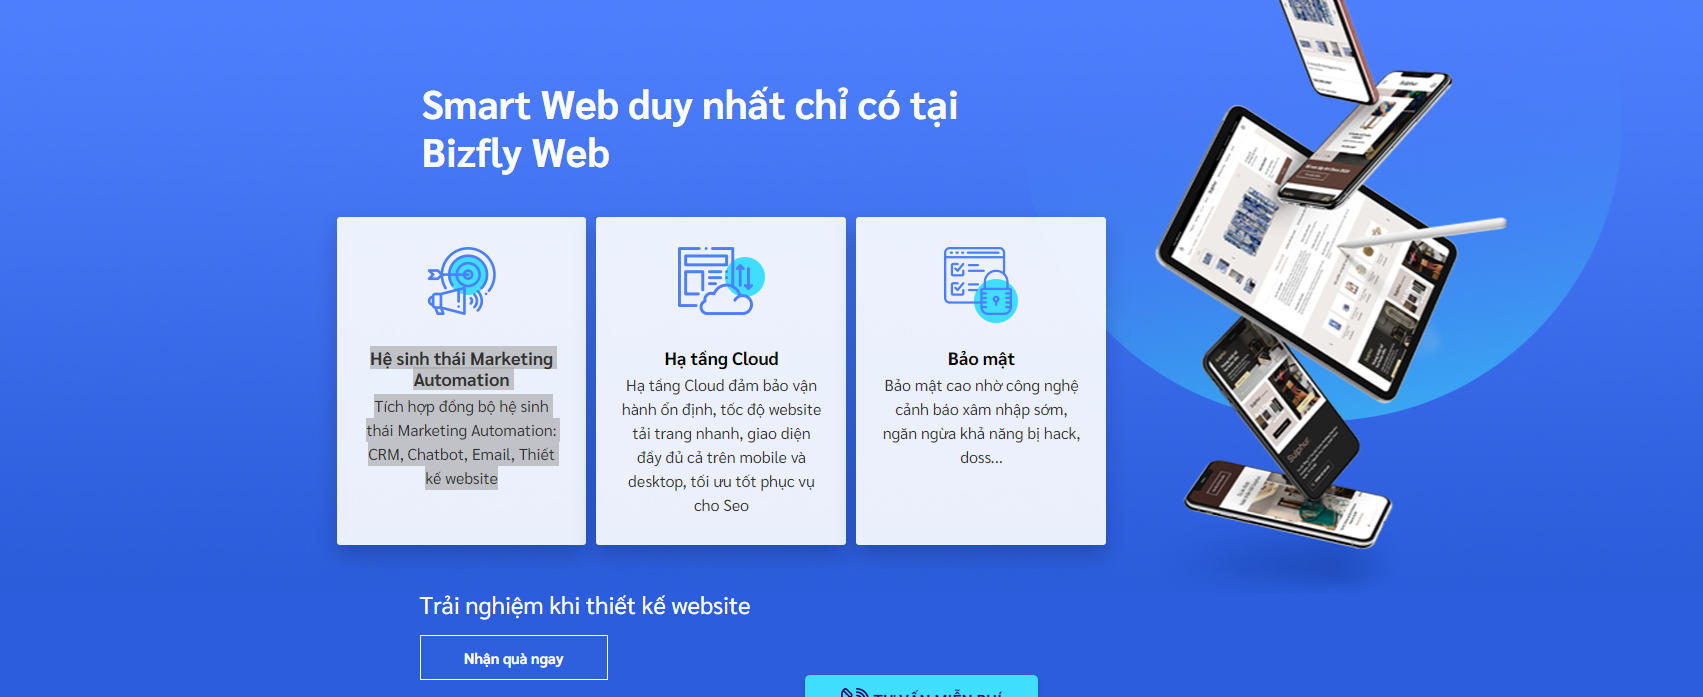 Smart Web duy nhất chỉ có tại
Bizfly Web
Hệ sinh thái Marketing
Automation
Tích hợp đồng bộ hệ sinh
thái Marketing Automation:
CRM, Chatbot, Email, Thiết
kế website
Hạ tầng Cloud
Hạ tầng Cloud đảm bảo vận
hành ổn định, tốc độ website
tải trang nhanh, giao diện
đầy đủ cả trên mobile và
desktop, tối ưu tốt phục vụ
cho Seo
Bảo mật
Bảo mật cao nhờ công nghệ
cảnh báo xâm nhập sớm,
ngăn ngừa khả năng bị hack,
doss...
Trải nghiệm khi thiết kế website
Nhận quà ngay
TƯ VẤN MIỄN PHÍ